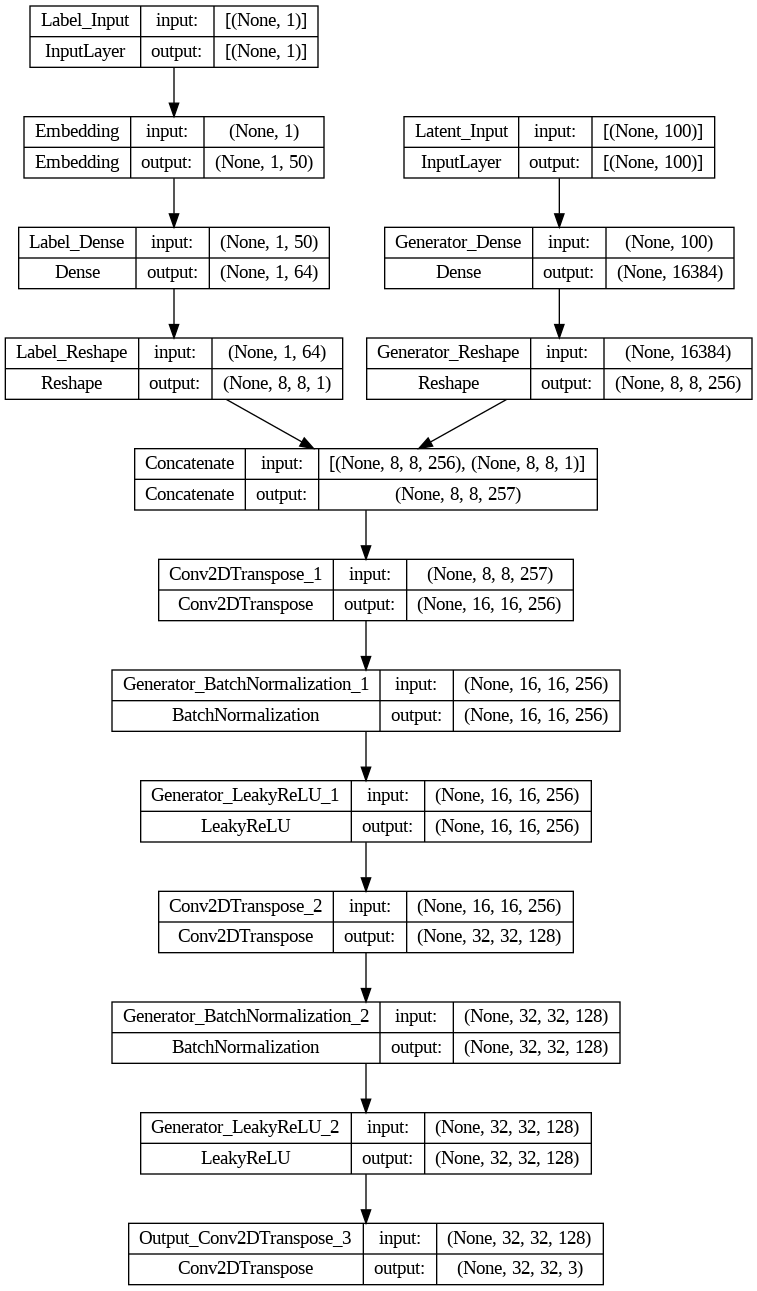 Label_Input input: [(None, 1)]
InputLayer output: [(None, 1)]
Embedding input: (None, 1)
Embedding output: (None, 1, 50)
Latent_Input input: [(None, 100)]
InputLayer output: [(None, 100)]
Label_Dense input: (None, 1, 50)
Dense output: (None, 1, 64)
Generator_Dense input: (None, 100)
Dense output: (None, 16384)
Label_Reshape input: (None, 1, 64)
Reshape output: (None, 8, 8, 1)
Generator_Reshape input: (None, 16384)
Reshape output: (None, 8, 8, 256)
Concatenate input: [(None, 8, 8, 256), (None, 8, 8, 1)]
Concatenate output: (None, 8, 8, 257)
Conv2DTranspose_1 input: (None, 8, 8, 257)
Conv2DTranspose output: (None, 16, 16, 256)
Generator_BatchNormalization_1 input: (None, 16, 16, 256)
BatchNormalization output: (None, 16, 16, 256)
Generator_LeakyReLU_1 input: (None, 16, 16, 256)
LeakyReLU output: (None, 16, 16, 256)
Conv2DTranspose_2 input: (None, 16, 16, 256)
Conv2DTranspose output: (None, 32, 32, 128)
Generator_BatchNormalization_2 input: (None, 32, 32, 128)
BatchNormalization output: (None, 32, 32, 128)
Generator_LeakyReLU_2 input: (None, 32, 32, 128)
LeakyReLU output: (None, 32, 32, 128)
Output_Conv2DTranspose_3 input: (None, 32, 32, 128)
Conv2DTranspose output: (None, 32, 32, 3)